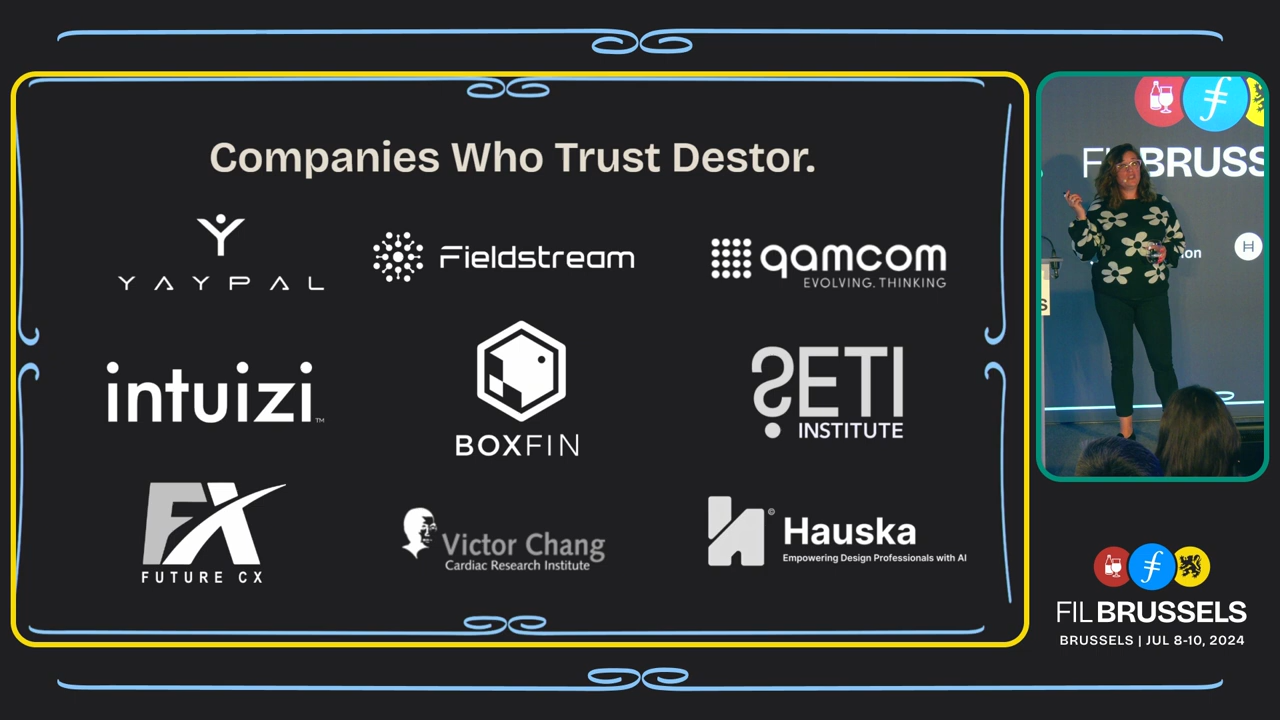 Companies Who Trust Destor.
YAYPAL
Fieldstream
qamcom
EVOLVING. THINKING
intuizi™
BOXFIN
SETI
INSTITUTE
FX
FUTURE CX
Victor Chang
Cardiac Research Institute
©
Hauska
Empowering Design Professionals with AI
FIL BRUSS
FIL BRUSSELS
BRUSSELS | JUL 8-10, 2024